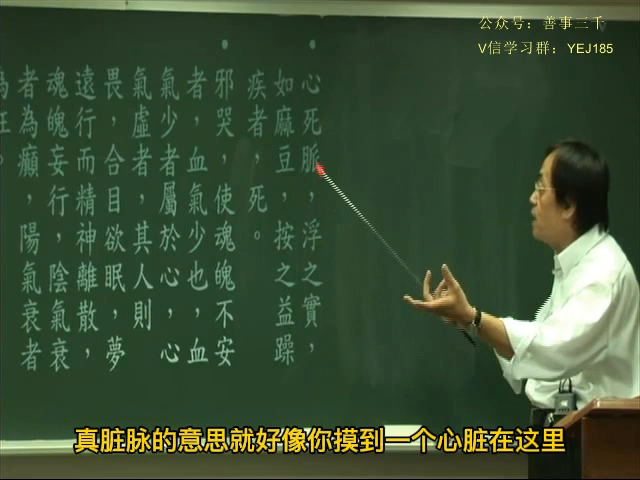 公众号：善事三千
V信学习群：YEJ185
•心死脈，浮之實，
如麻豆，按之益躁
疾者，死。
•邪哭，使魂魄不安
者，血氣少也，血
氣少者屬於心，心
氣虛者，其人則
畏，合目欲眠，夢
遠行而精神離散，
魂魄妄行，陰氣衰
者為癲，陽氣衰者
為狂。
真脏脉的意思就好像你摸到一个心脏在这里